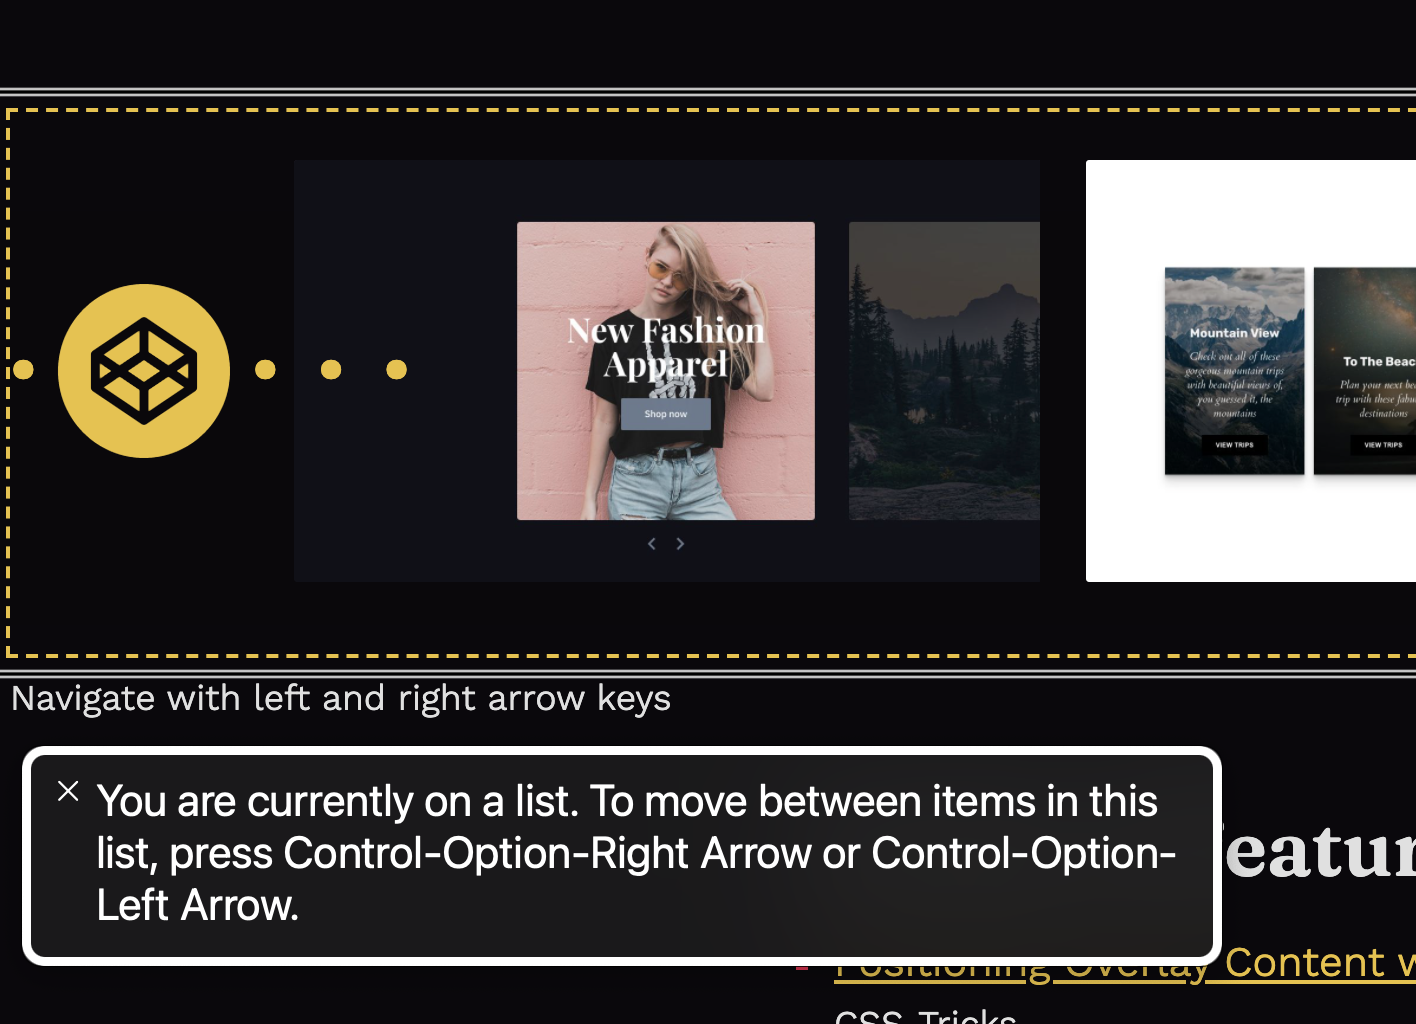 New Fashion
Apparel
Shop now
Mountain View
Check out all of these
gorgeous mountain trips
with beautiful views of,
you guessed it, the
mountains
VIEW TRIPS
To The Beac
Plan your next bea
trip with these fabu
destinations
VIEW TRIPS
Navigate with left and right arrow keys
You are currently on a list. To move between items in this
list, press Control-Option-Right Arrow or Control-Option-
Left Arrow.
eatur
Positioning Overlay Content w
CSS-Tricks